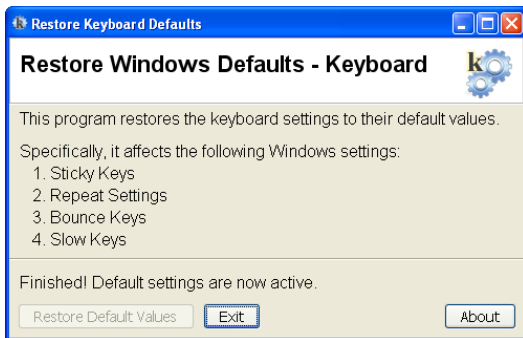 Restore Keyboard Defaults
Restore Windows Defaults - Keyboard
k
This program restores the keyboard settings to their default values.
Specifically, it affects the following Windows settings:
1. Sticky Keys
2. Repeat Settings
3. Bounce Keys
4. Slow Keys
Finished! Default settings are now active.
Restore Default Values Exit About